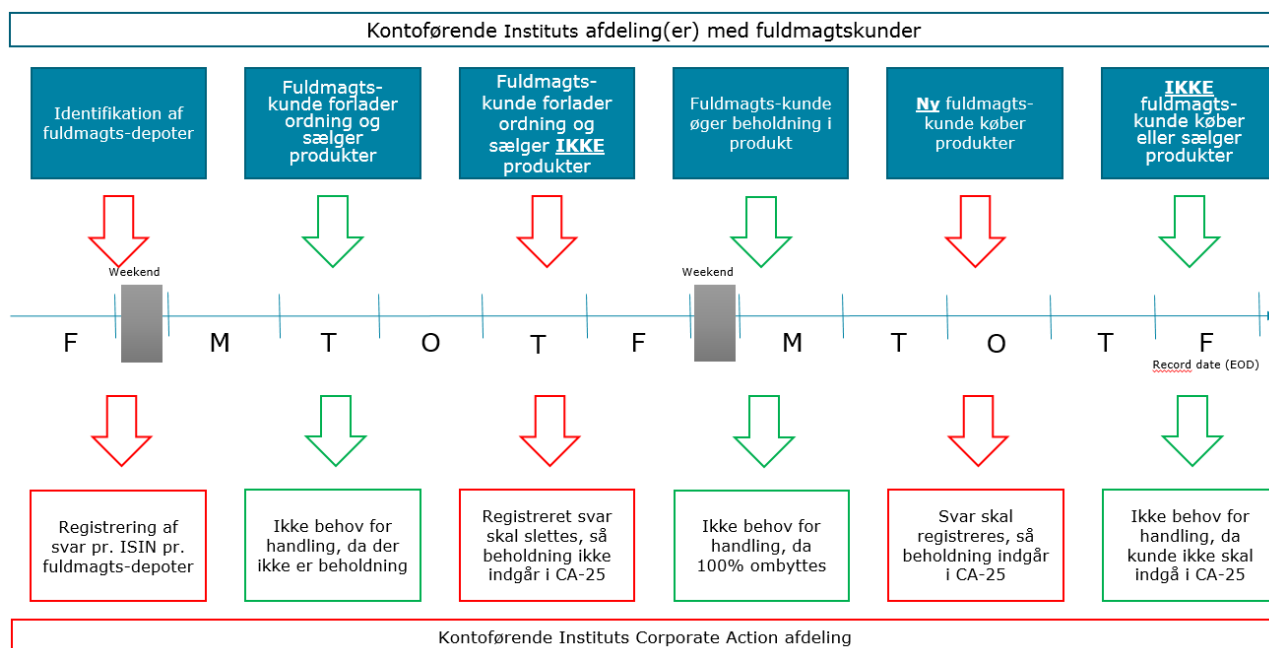 Kontoførende Instituts afdeling(er) med fuldmagtskunder
Identifikation af
fuldmagts-depoter
Fuldmagts-
kunde forlader
ordning og
sælger
produkter
Fuldmagts-
kunde forlader
ordning og
sælger IKKE
produkter
Fuldmagts-kunde
øger beholdning i
produkt
Ny fuldmagts-
kunde køber
produkter
IKKE
fuldmagts-
kunde køber
eller sælger
produkter
Weekend
Weekend
F M T O T F M T O T F
Record date (EOD)
Registrering af
svar pr. ISIN pr.
fuldmagts-depoter
Ikke behov for
handling, da der
ikke er beholdning
Registreret svar
skal slettes, så
beholdning ikke
indgår i CA-25
Ikke behov for
handling, da
100% ombyttes
Svar skal
registreres, så
beholdning indgår
i CA-25
Ikke behov for
handling, da
kunde ikke skal
indgå i CA-25
Kontoførende Instituts Corporate Action afdeling